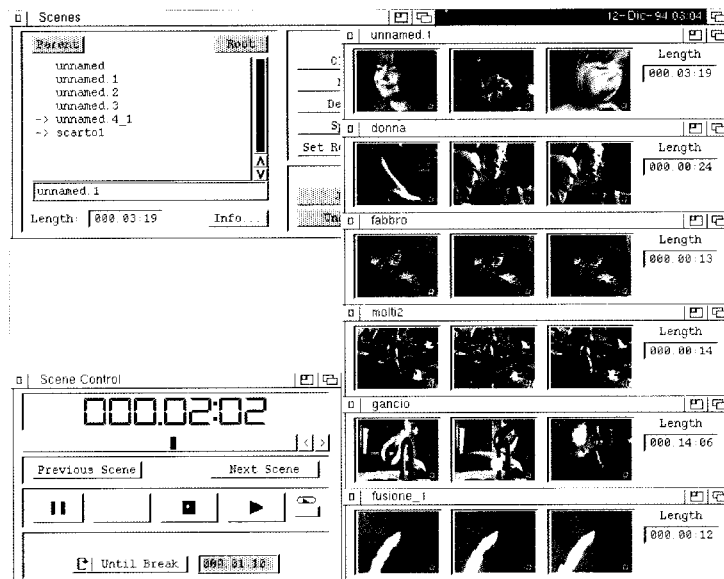 Scenes
12-Dic-94 03:04
Parent
Root
unnamed
unnamed.1
unnamed.2
unnamed.3
-> unnamed.4_1
-> scarto1
unnamed.1
Length: 000.03:19
Info...
De
Set R
Un
unnamed.1
Length
000.03:19
donna
Length
000.00:24
fabbro
Length
000.00:13
molti2
Length
000.00:14
gancio
Length
000.14:06
fusione_1
Length
000.00:12
Scene Control
000.02:02
< >
Previous Scene
Next Scene
Until Break
000.01.10